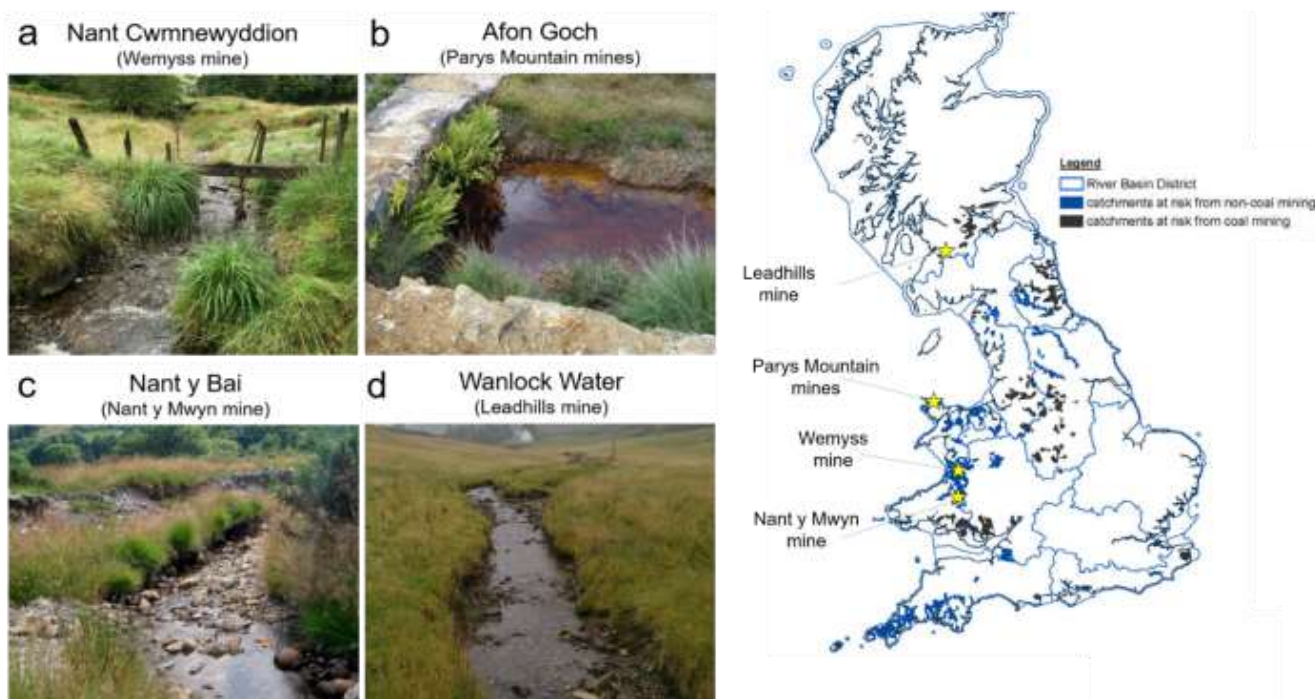 a
Nant Cwmnewyddion
(Wemyss mine)
b
Afon Goch
(Parys Mountain mines)
c
Nant y Bai
(Nant y Mwyn mine)
d
Wanlock Water
(Leadhills mine)
Legend
River Basin District
catchments at risk from non-coal mining
catchments at risk from coal mining
Leadhills
mine
Parys Mountain
mines
Wemyss
mine
Nant y Mwyn
mine